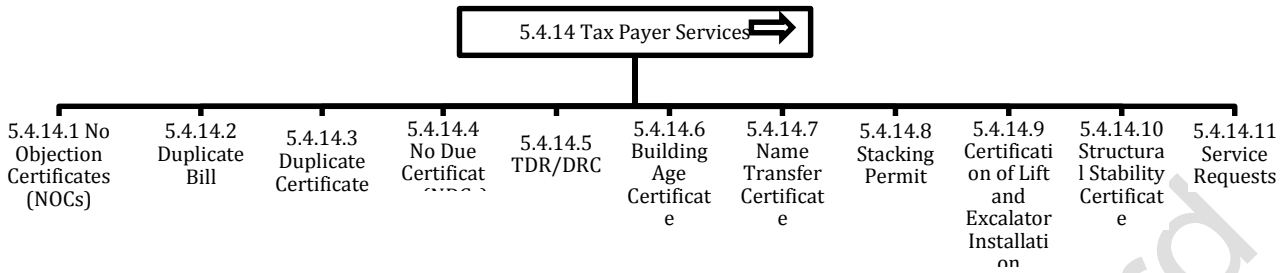 5.4.14 Tax Payer Services
5.4.14.1 No
Objection
Certificates
(NOCs)
5.4.14.2
Duplicate
Bill
5.4.14.3
Duplicate
Certificate
5.4.14.4
No Due
Certificat
5.4.14.5
TDR/DRC
5.4.14.6
Building
Age
Certificat
e
5.4.14.7
Name
Transfer
Certificat
e
5.4.14.8
Stacking
Permit
5.4.14.9
Certificati
on of Lift
and
Excalator
Installati
on
5.4.14.10
Structura
l Stability
Certificat
e
5.4.14.11
Service
Requests